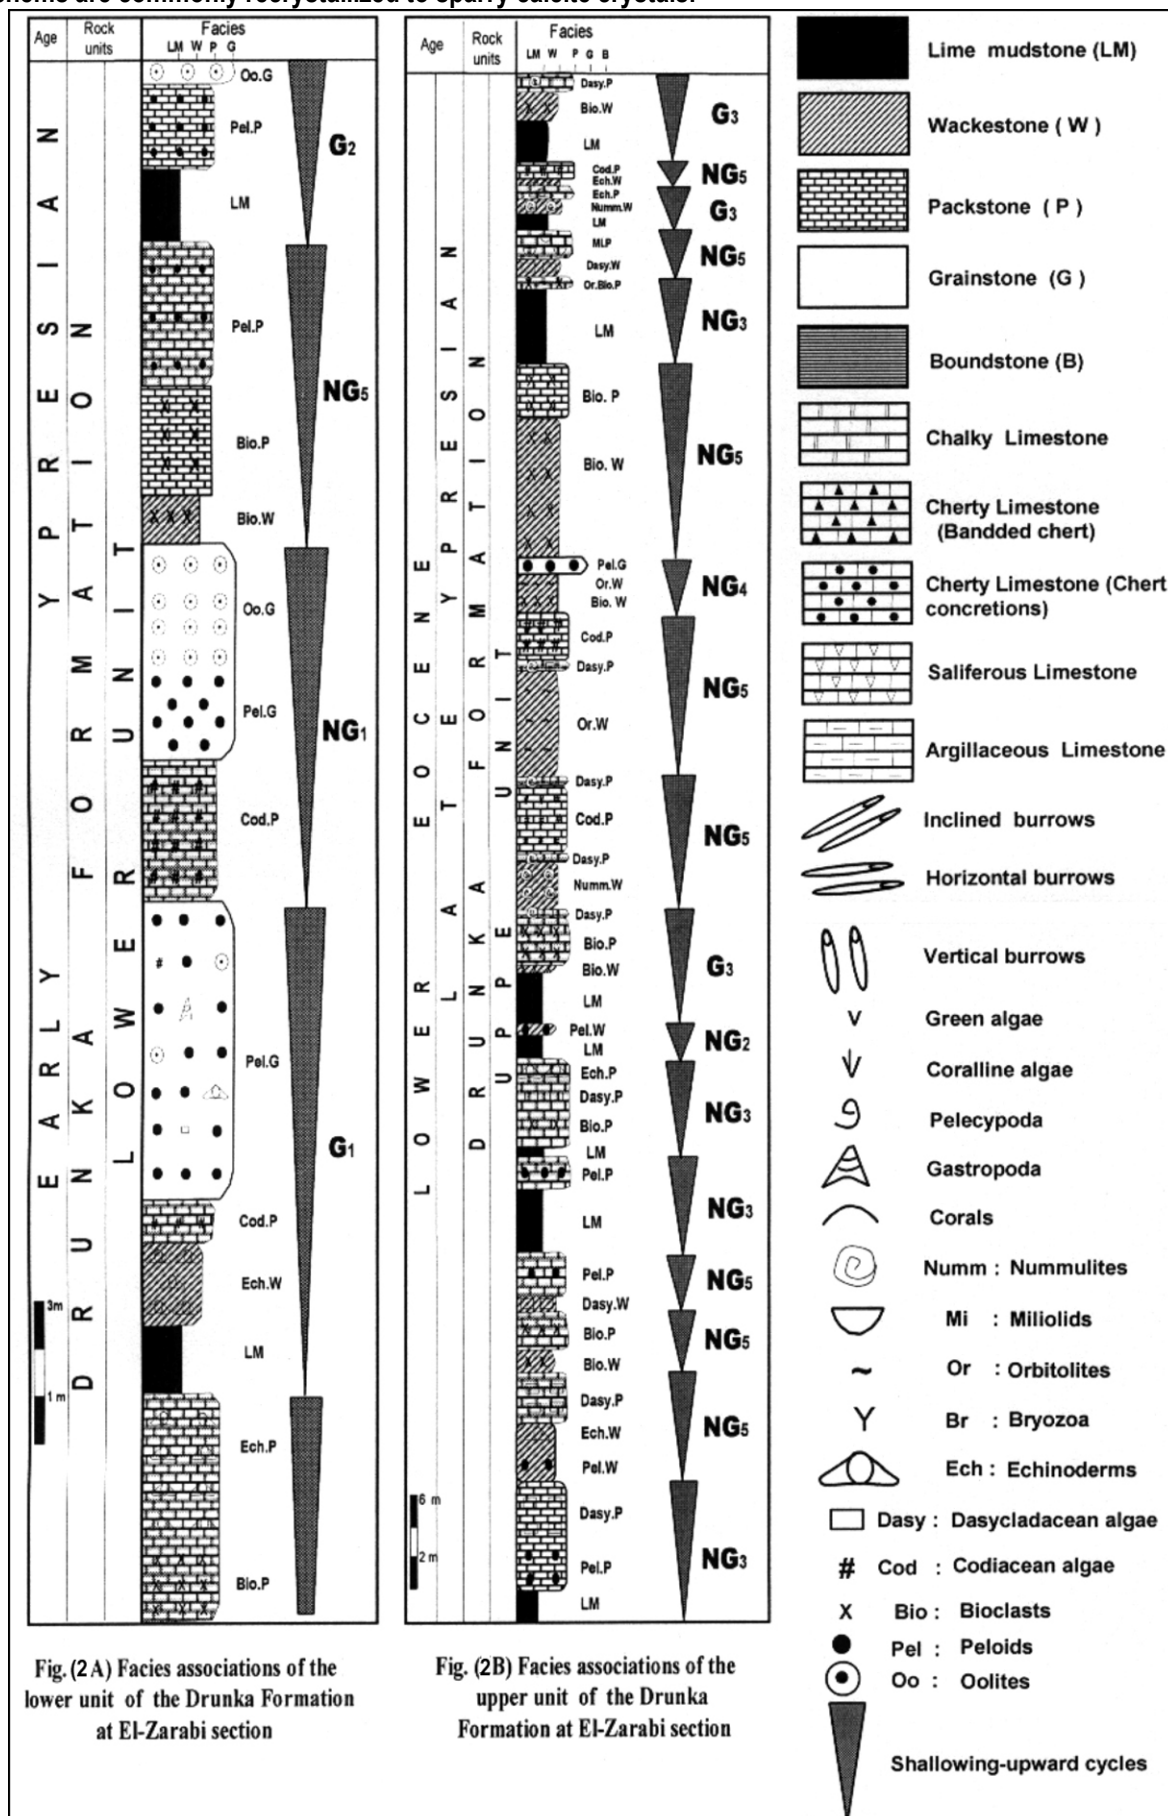 Age
Rock units
Facies
LM W P G
Oo.G
Pel.P
LM
Pel.P
Bio.P
Bio.W
Oo.G
Pel.G
Cod.P
Pel.G
Cod.P
Ech.W
LM
Ech.P
Bio.P
G2
NG5
NG1
G1
EARLY YPRESIAN
DRUNKA FORMATION
LOWER UNIT
3m
1 m
Fig. (2A) Facies associations of the
lower unit of the Drunka Formation
at El-Zarabi section
Age
Rock units
Facies
LM W P G B
Dasy.P
Bio.W
LM
Cod.P
Ech.W
Ech.P
Numm.W
LM
MLP
Dasy.W
Or.Bio.P
LM
Bio. P
Bio. W
Pel.G
Or.W
Bio. W
Cod.P
Dasy.P
Or.W
Dasy.P
Cod.P
Dasy.P
Numm.W
Dasy.P
Bio.P
Bio.W
LM
Pel.W
LM
Ech.P
Dasy.P
Bio.P
LM
Pel.P
LM
Pel.P
Dasy.W
Bio.P
Bio.W
Dasy.P
Ech.W
Pel.W
Dasy.P
Pel.P
LM
G3
NG5
G3
NG5
NG3
NG5
NG4
NG5
NG5
G3
NG2
NG3
NG3
NG5
NG5
NG5
NG3
LOWER EOCENE
LATE YPRESIAN
DRUNKA FOIRMATION
UPPE UNIT
6 m
2 m
Fig. (2B) Facies associations of the
upper unit of the Drunka
Formation at El-Zarabi section
Lime mudstone (LM)
Wackestone ( W )
Packstone ( P )
Grainstone (G )
Boundstone (B)
Chalky Limestone
Cherty Limestone
(Bandded chert)
Cherty Limestone (Chert
concretions)
Saliferous Limestone
Argillaceous Limestone
Inclined burrows
Horizontal burrows
Vertical burrows
Green algae
Coralline algae
Pelecypoda
Gastropoda
Corals
Numm : Nummulites
Mi : Miliolids
Or : Orbitolites
Br : Bryozoa
Ech : Echinoderms
Dasy : Dasycladacean algae
# Cod : Codiacean algae
X Bio : Bioclasts
Pel : Peloids
Oo : Oolites
Shallowing-upward cycles